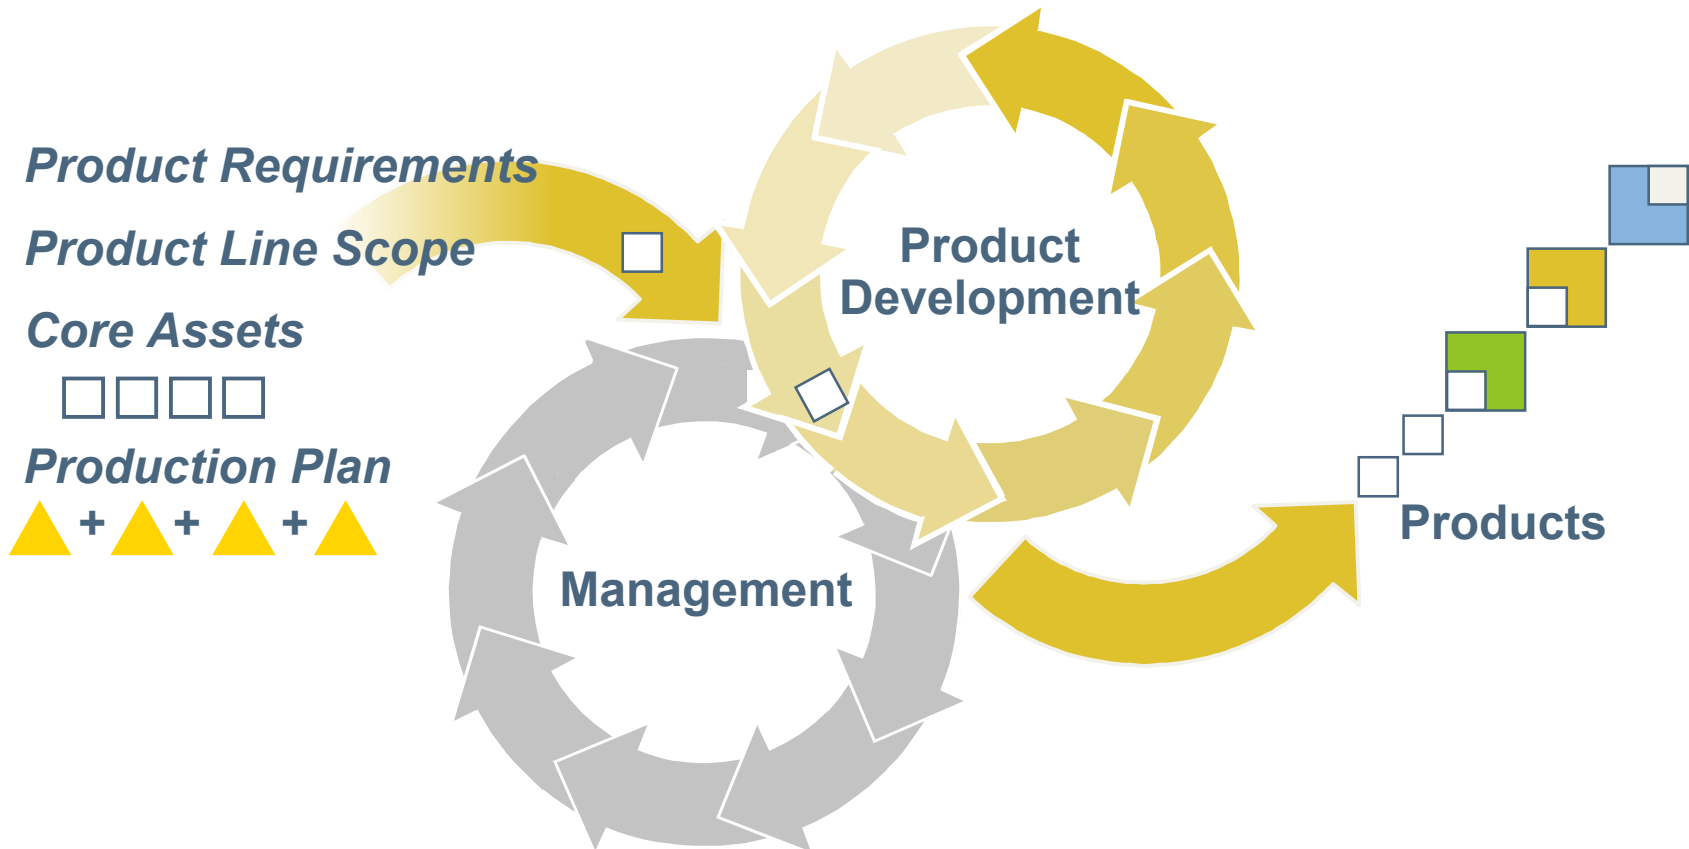 Product Requirements
Product Line Scope
Core Assets
Production Plan
+ + +
Product
Development
Management
Products